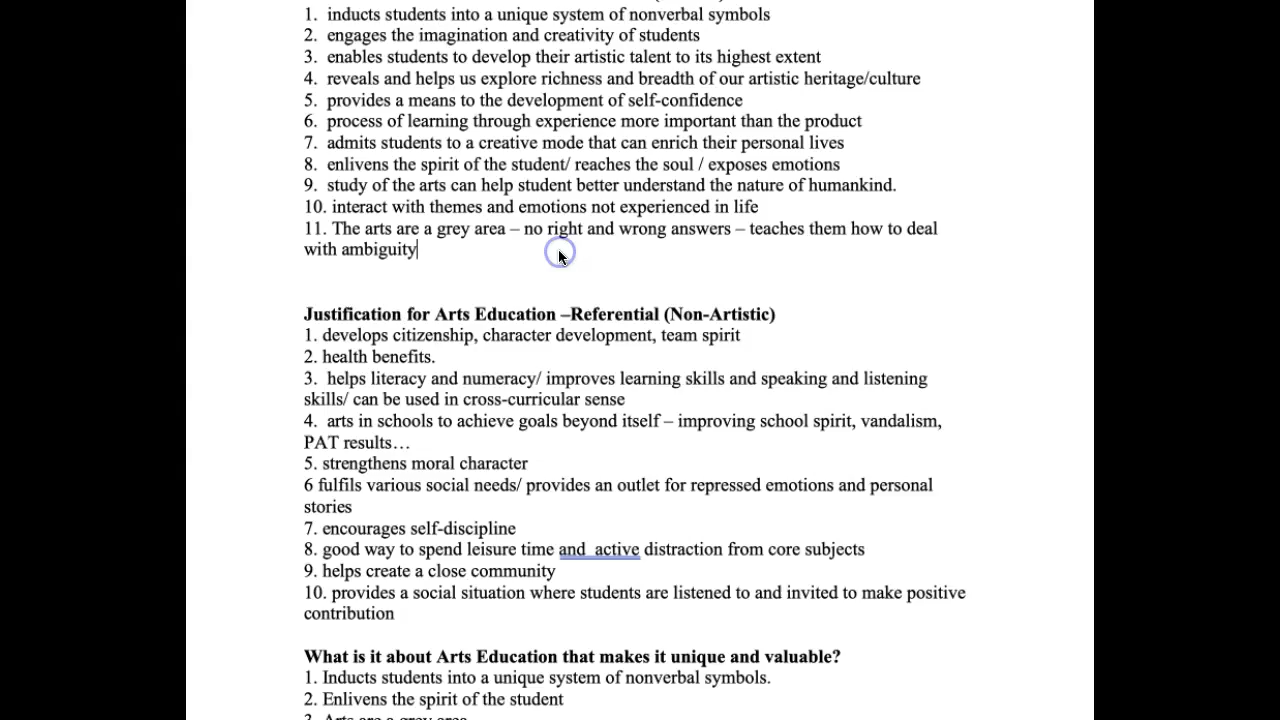 1.  inducts students into a unique system of nonverbal symbols
2.  engages the imagination and creativity of students
3.  enables students to develop their artistic talent to its highest extent
4.  reveals and helps us explore richness and breadth of our artistic heritage/culture
5.  provides a means to the development of self-confidence
6.  process of learning through experience more important than the product
7.  admits students to a creative mode that can enrich their personal lives
8.  enlivens the spirit of the student/ reaches the soul / exposes emotions
9.  study of the arts can help student better understand the nature of humankind.
10. interact with themes and emotions not experienced in life
11. The arts are a grey area – no right and wrong answers – teaches them how to deal
with ambiguity
Justification for Arts Education –Referential (Non-Artistic)
1. develops citizenship, character development, team spirit
2. health benefits.
3.  helps literacy and numeracy/ improves learning skills and speaking and listening
skills/ can be used in cross-curricular sense
4.  arts in schools to achieve goals beyond itself – improving school spirit, vandalism,
PAT results…
5. strengthens moral character
6 fulfils various social needs/ provides an outlet for repressed emotions and personal
stories
7. encourages self-discipline
8. good way to spend leisure time and  active distraction from core subjects
9. helps create a close community
10. provides a social situation where students are listened to and invited to make positive
contribution
What is it about Arts Education that makes it unique and valuable?
1. Inducts students into a unique system of nonverbal symbols.
2. Enlivens the spirit of the student
3. Arts are a grey area